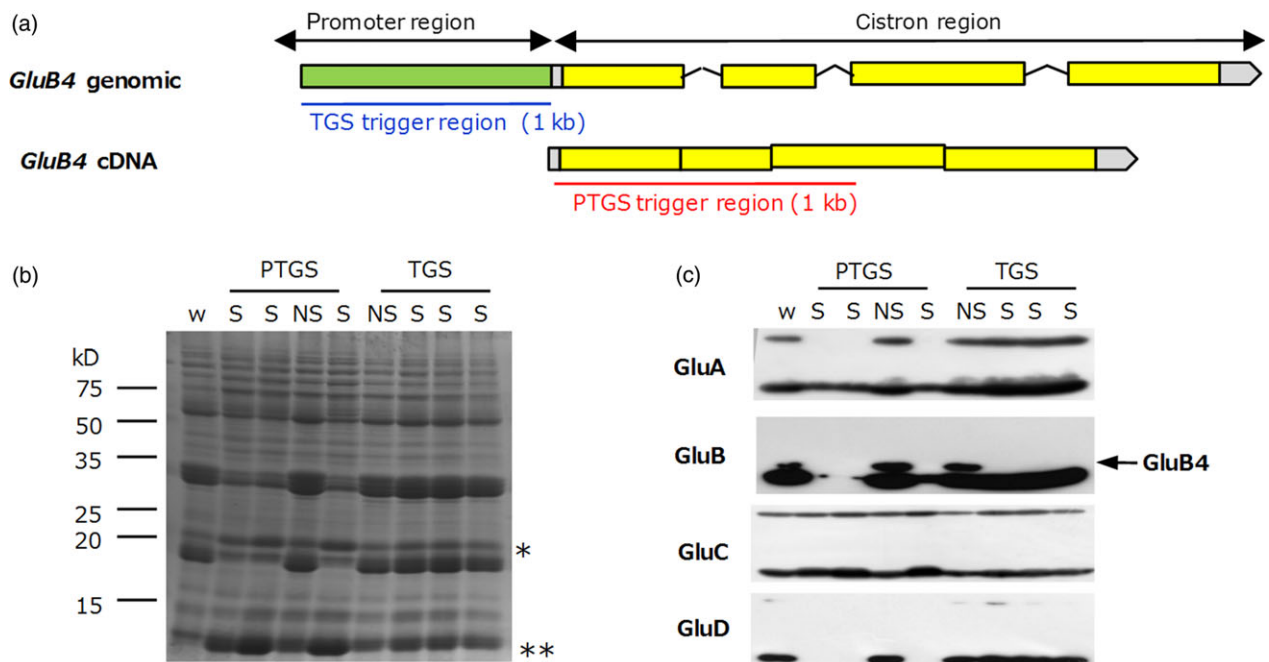 (a)
Promoter region Cistron region
GluB4 genomic
TGS trigger region (1 kb)
GluB4 cDNA
PTGS trigger region (1 kb)
(b)
PTGS TGS
w S S NS S NS S S S
kD
75
50
35
25
20
15
*
**
(c)
PTGS TGS
w S S NS S NS S S S
GluA
GluB
GluB4
GluC
GluD